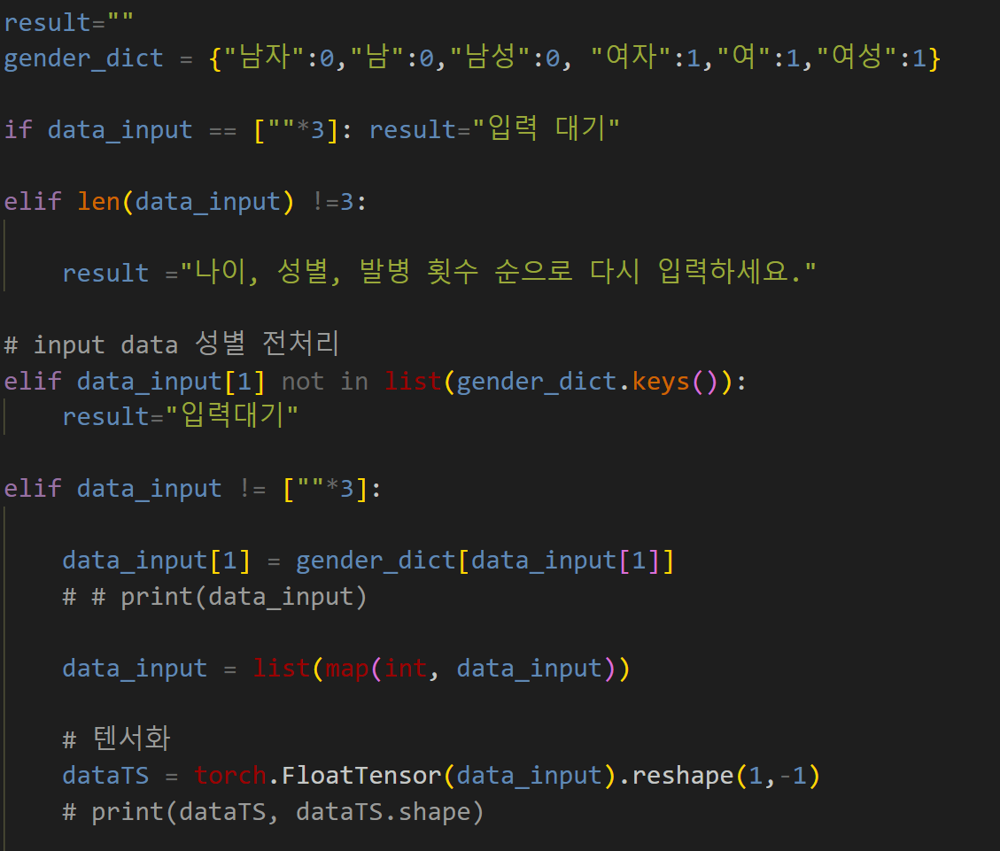 result=""
gender_dict = {"남자":0,"남":0,"남성":0, "여자":1,"여":1,"여성":1}
if data_input == [""*3]: result="입력 대기"
elif len(data_input) !=3:
    result ="나이, 성별, 발병 횟수 순으로 다시 입력하세요."
# input data 성별 전처리
elif data_input[1] not in list(gender_dict.keys()):
    result="입력대기"
elif data_input != [""*3]:
    data_input[1] = gender_dict[data_input[1]]
    # # print(data_input)
    data_input = list(map(int, data_input))
    # 텐서화
    dataTS = torch.FloatTensor(data_input).reshape(1,-1)
    # print(dataTS, dataTS.shape)